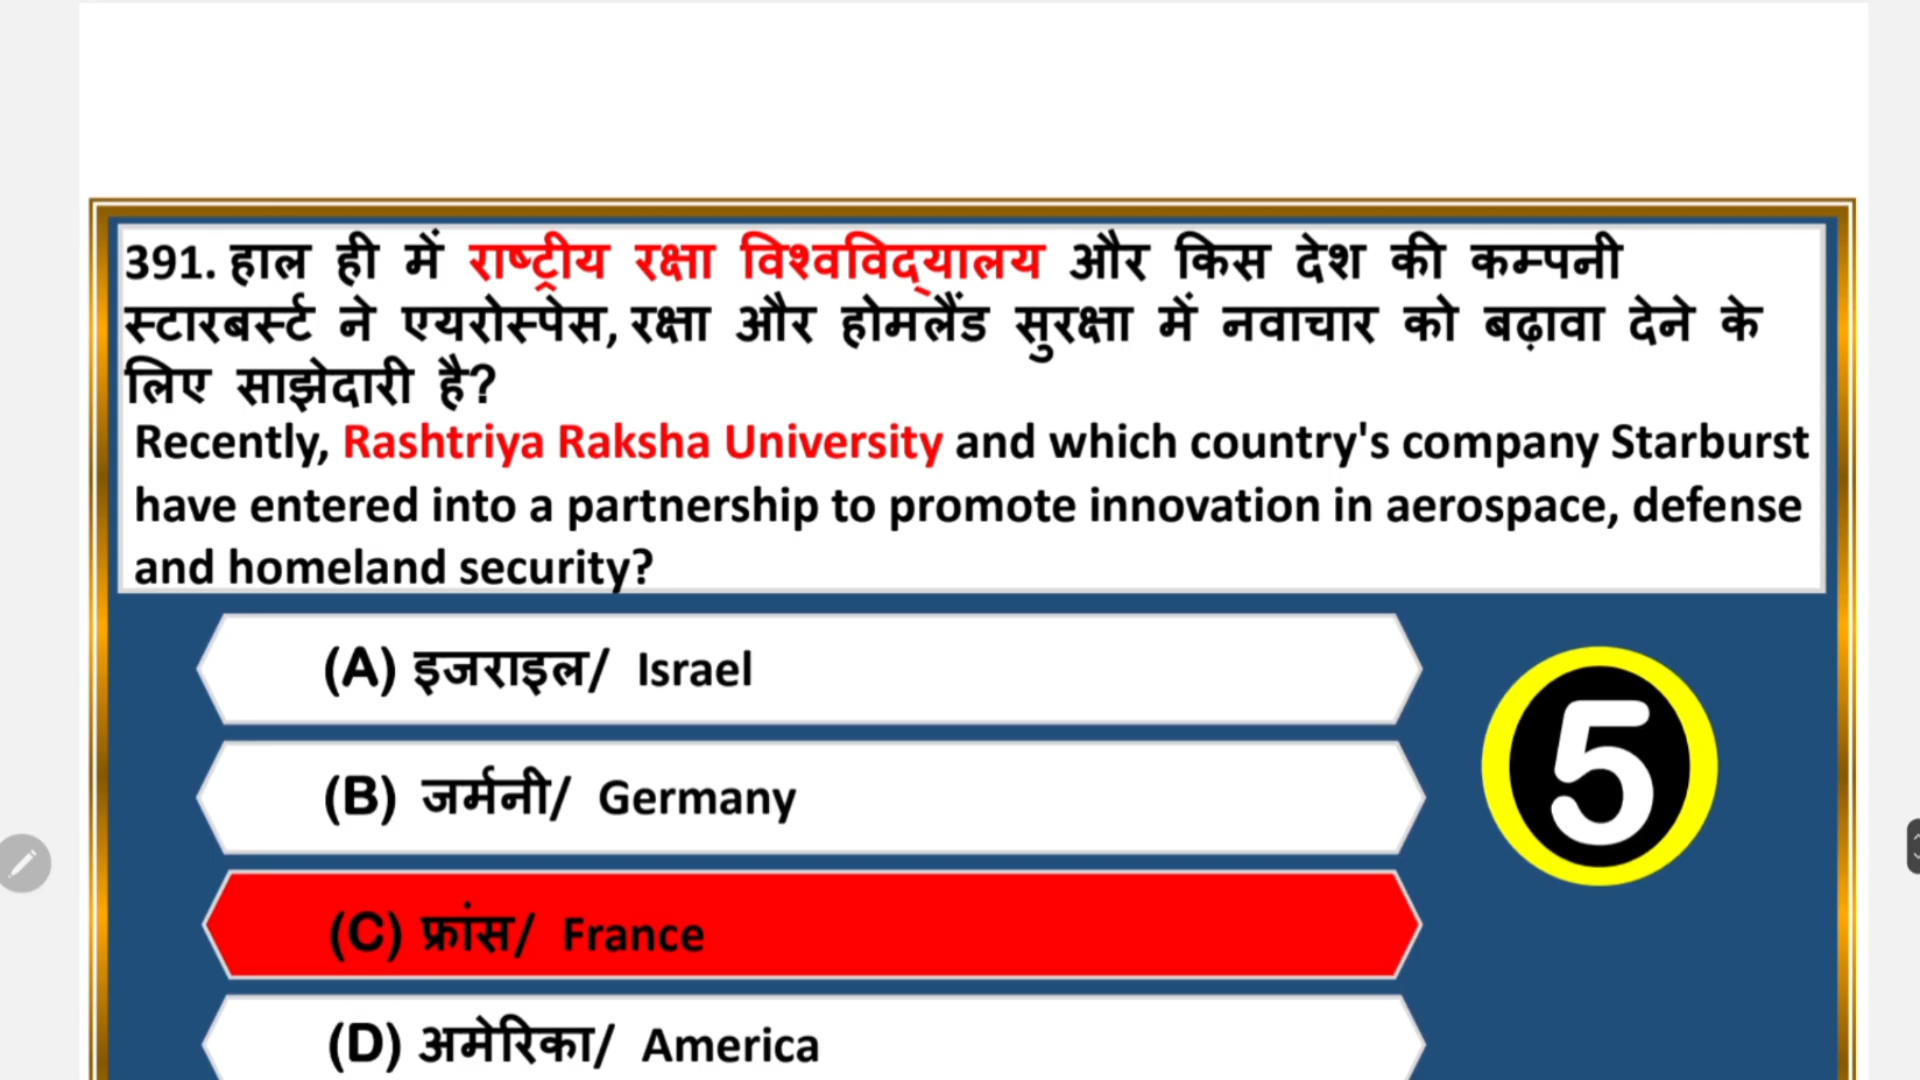 391. हाल ही में राष्ट्रीय रक्षा विश्वविद्यालय और किस देश की कम्पनी
स्टारबर्स्ट ने एयरोस्पेस, रक्षा और होमलैंड सुरक्षा में नवाचार को बढ़ावा देने के
लिए साझेदारी है?
Recently, Rashtriya Raksha University and which country's company Starburst
have entered into a partnership to promote innovation in aerospace, defense
and homeland security?
(A) इजराइल/ Israel
(B) जर्मनी/ Germany
5
(C) फ्रांस/ France
(D) अमेरिका/ America